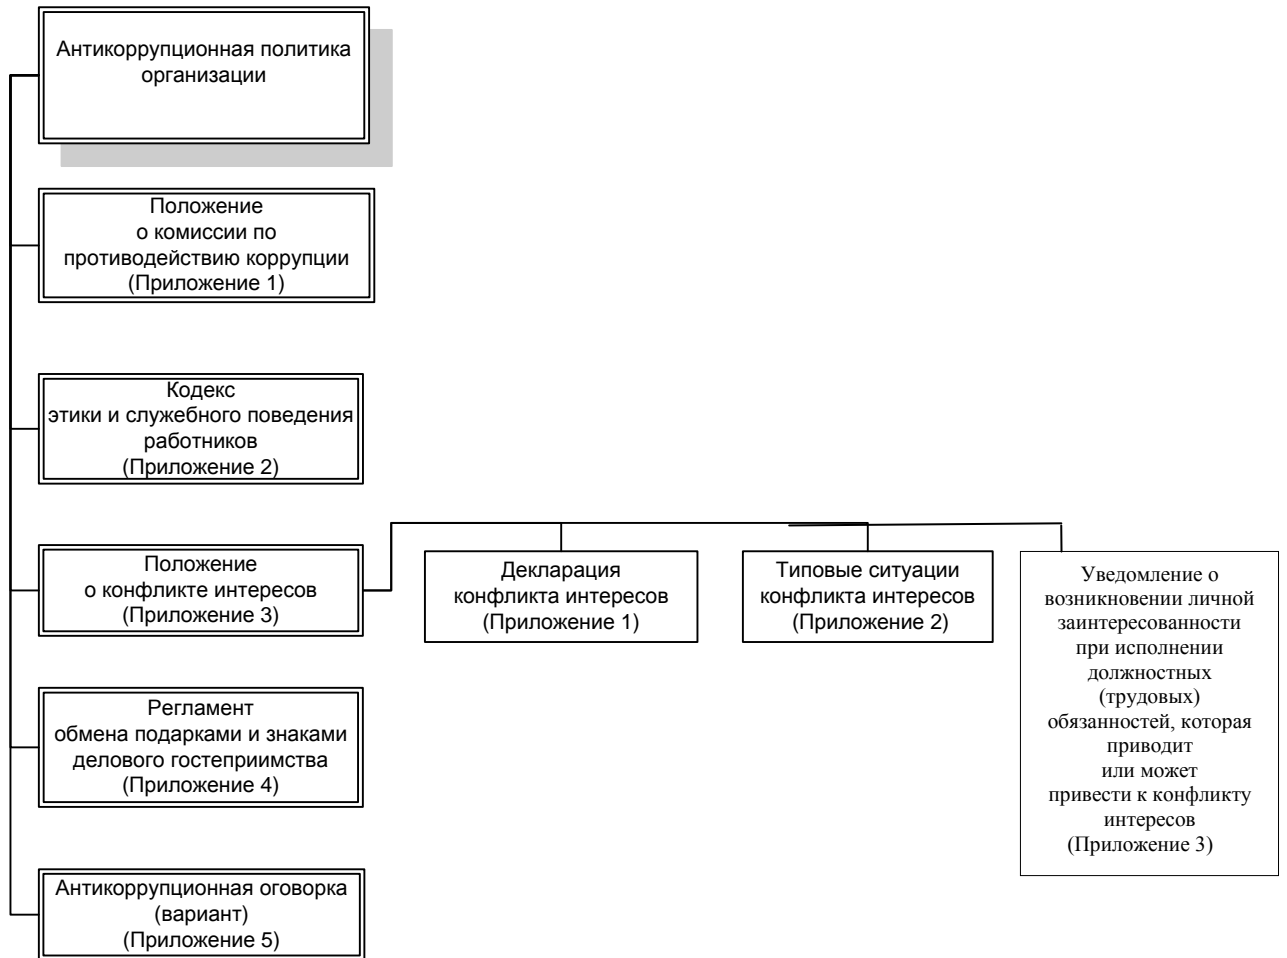 Антикоррупционная политика
организации
Положение
о комиссии по
противодействию коррупции
(Приложение 1)
Кодекс
этики и служебного поведения
работников
(Приложение 2)
Положение
о конфликте интересов
(Приложение 3)
Декларация
конфликта интересов
(Приложение 1)
Типовые ситуации
конфликта интересов
(Приложение 2)
Уведомление о
возникновении личной
заинтересованности
при исполнении
должностных
(трудовых)
обязанностей, которая
приводит
или может
привести к конфликту
интересов
(Приложение 3)
Регламент
обмена подарками и знаками
делового гостеприимства
(Приложение 4)
Антикоррупционная оговорка
(вариант)
(Приложение 5)